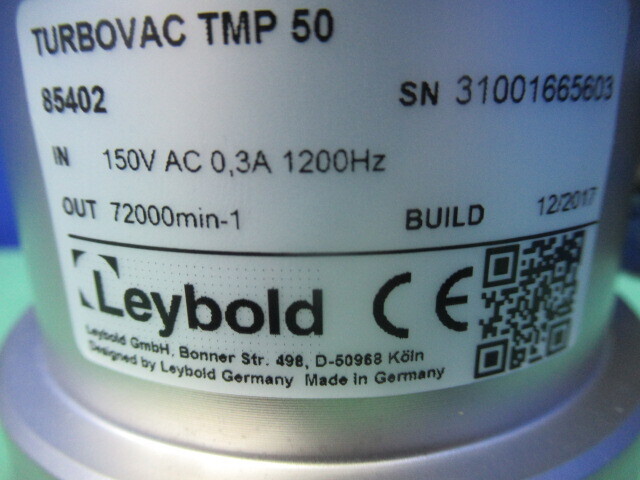 TURBOVAC TMP 50
85402 SN 31001665603
IN 150V AC 0,3A 1200Hz
OUT 72000min-1 BUILD 12/2017
Leybold CE
Leybold GmbH, Bonner Str. 498, D-50968 Köln
Designed by Leybold Germany Made in Germany